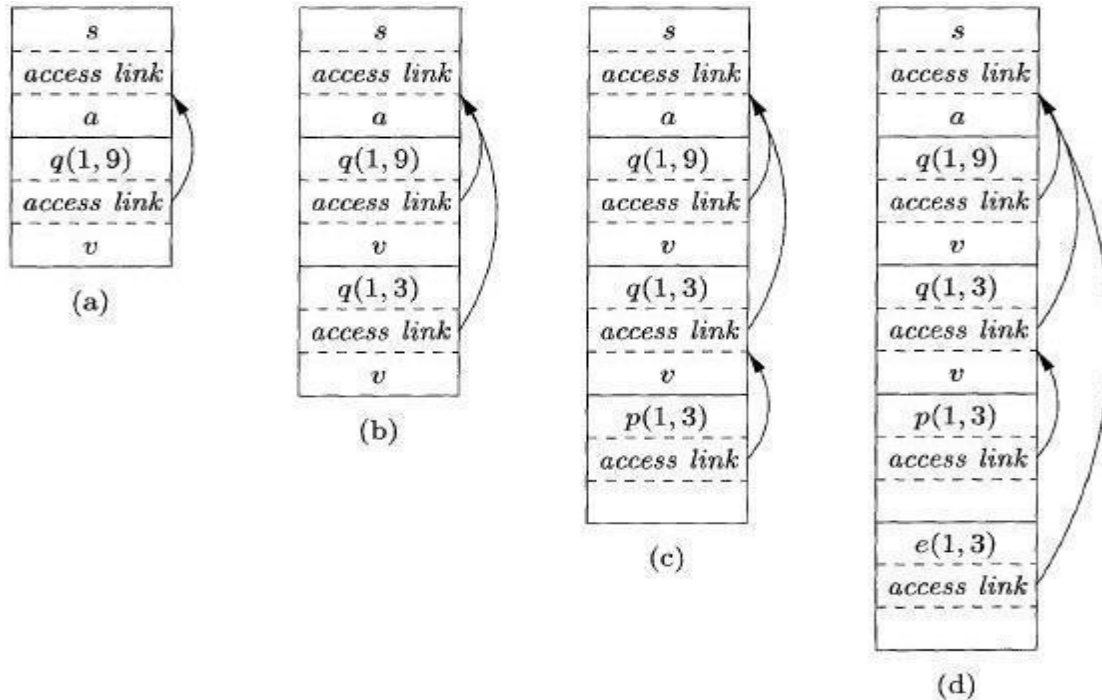 s
access link
a
q(1, 9)
access link
v
(a)
s
access link
a
q(1, 9)
access link
v
q(1, 3)
access link
v
(b)
s
access link
a
q(1, 9)
access link
v
q(1, 3)
access link
v
p(1, 3)
access link
(c)
s
access link
a
q(1, 9)
access link
v
q(1, 3)
access link
v
p(1, 3)
access link
e(1, 3)
access link
(d)